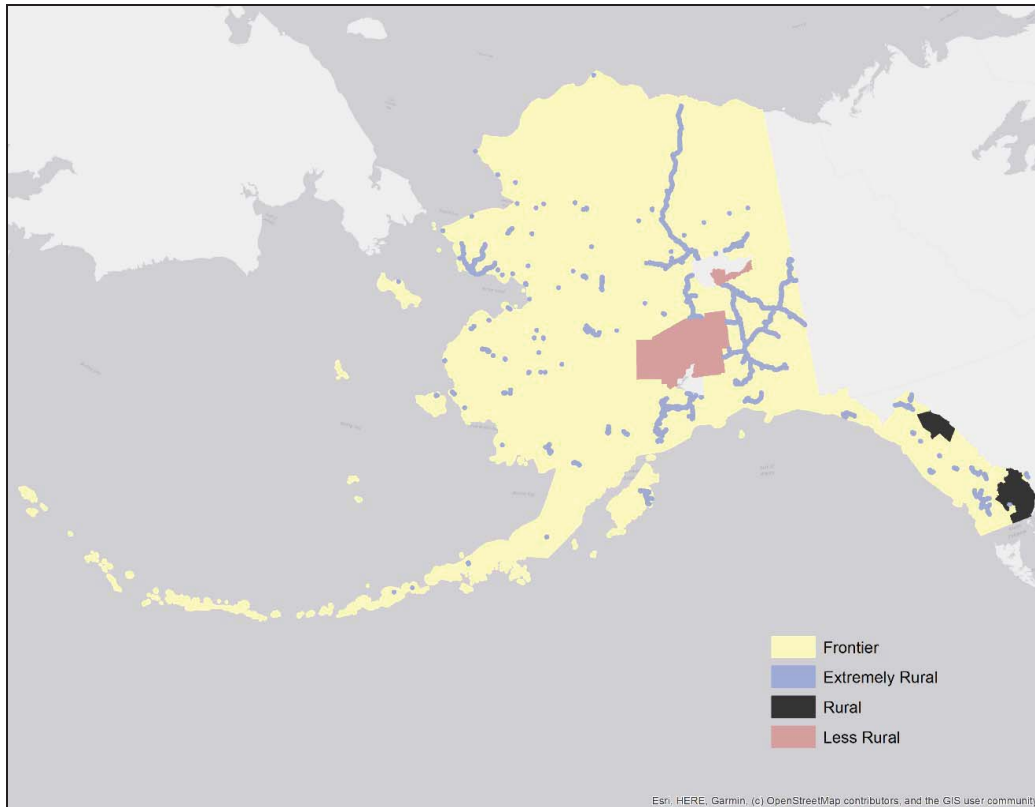 Frontier
Extremely Rural
Rural
Less Rural
Esri, HERE, Garmin, (c) OpenStreetMap contributors, and the GIS user communit